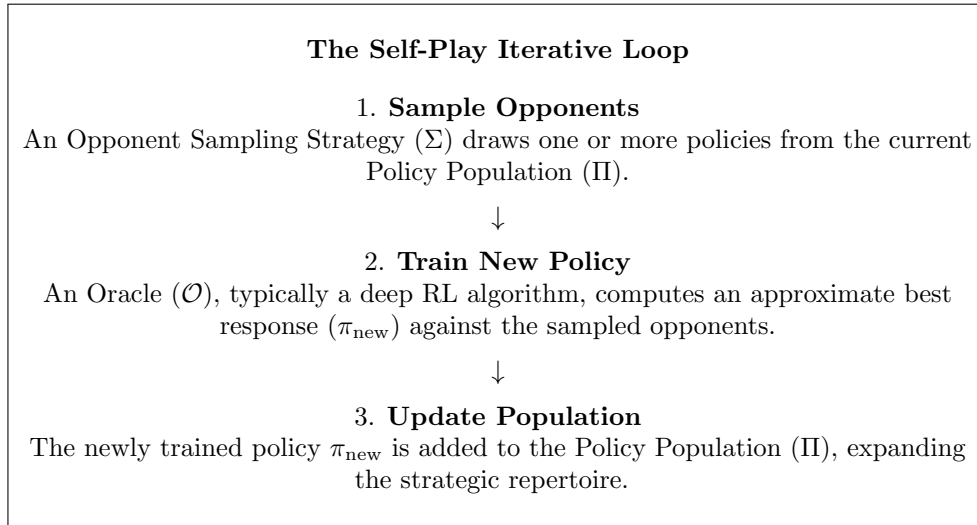 The Self-Play Iterative Loop
1. Sample Opponents
An Opponent Sampling Strategy (Σ) draws one or more policies from the current
Policy Population (Π).
↓
2. Train New Policy
An Oracle (𝒪), typically a deep RL algorithm, computes an approximate best
response (π_new) against the sampled opponents.
↓
3. Update Population
The newly trained policy π_new is added to the Policy Population (Π), expanding
the strategic repertoire.